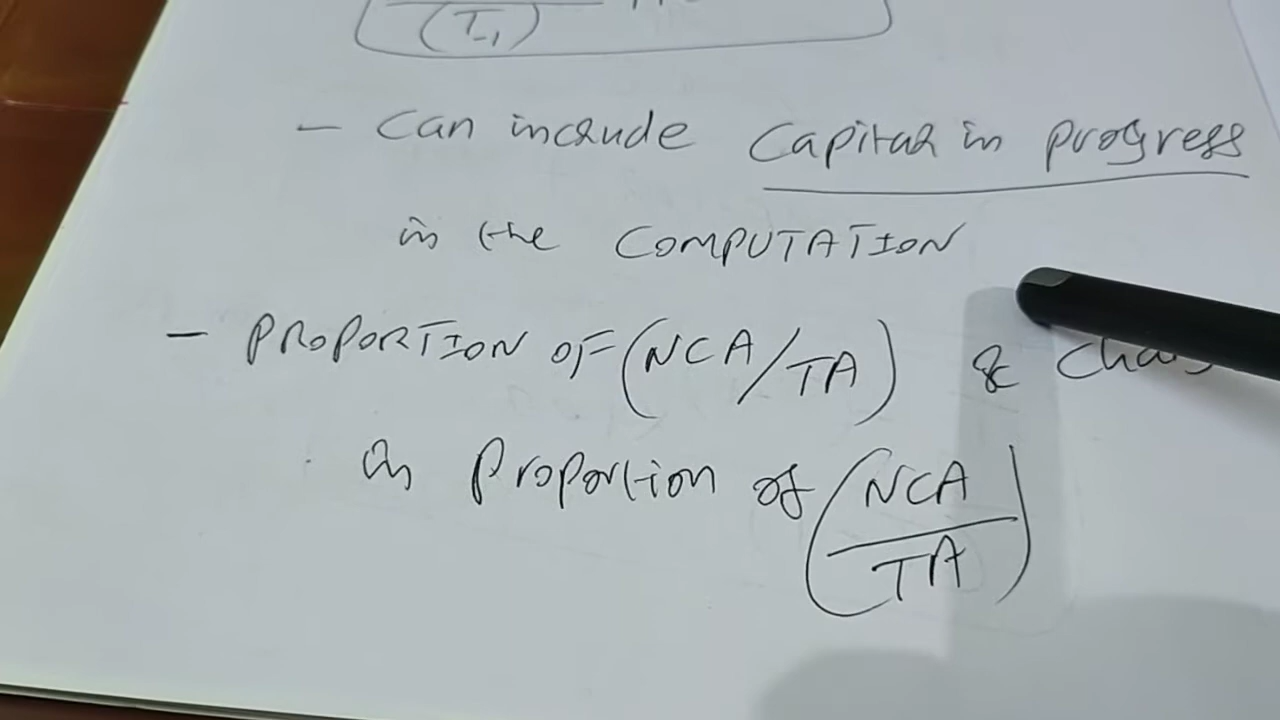 (T-1)
- Can include Capital in progress
in the COMPUTATION
- PROPORTION OF (NCA/TA) &
in proportion of (NCA/TA)